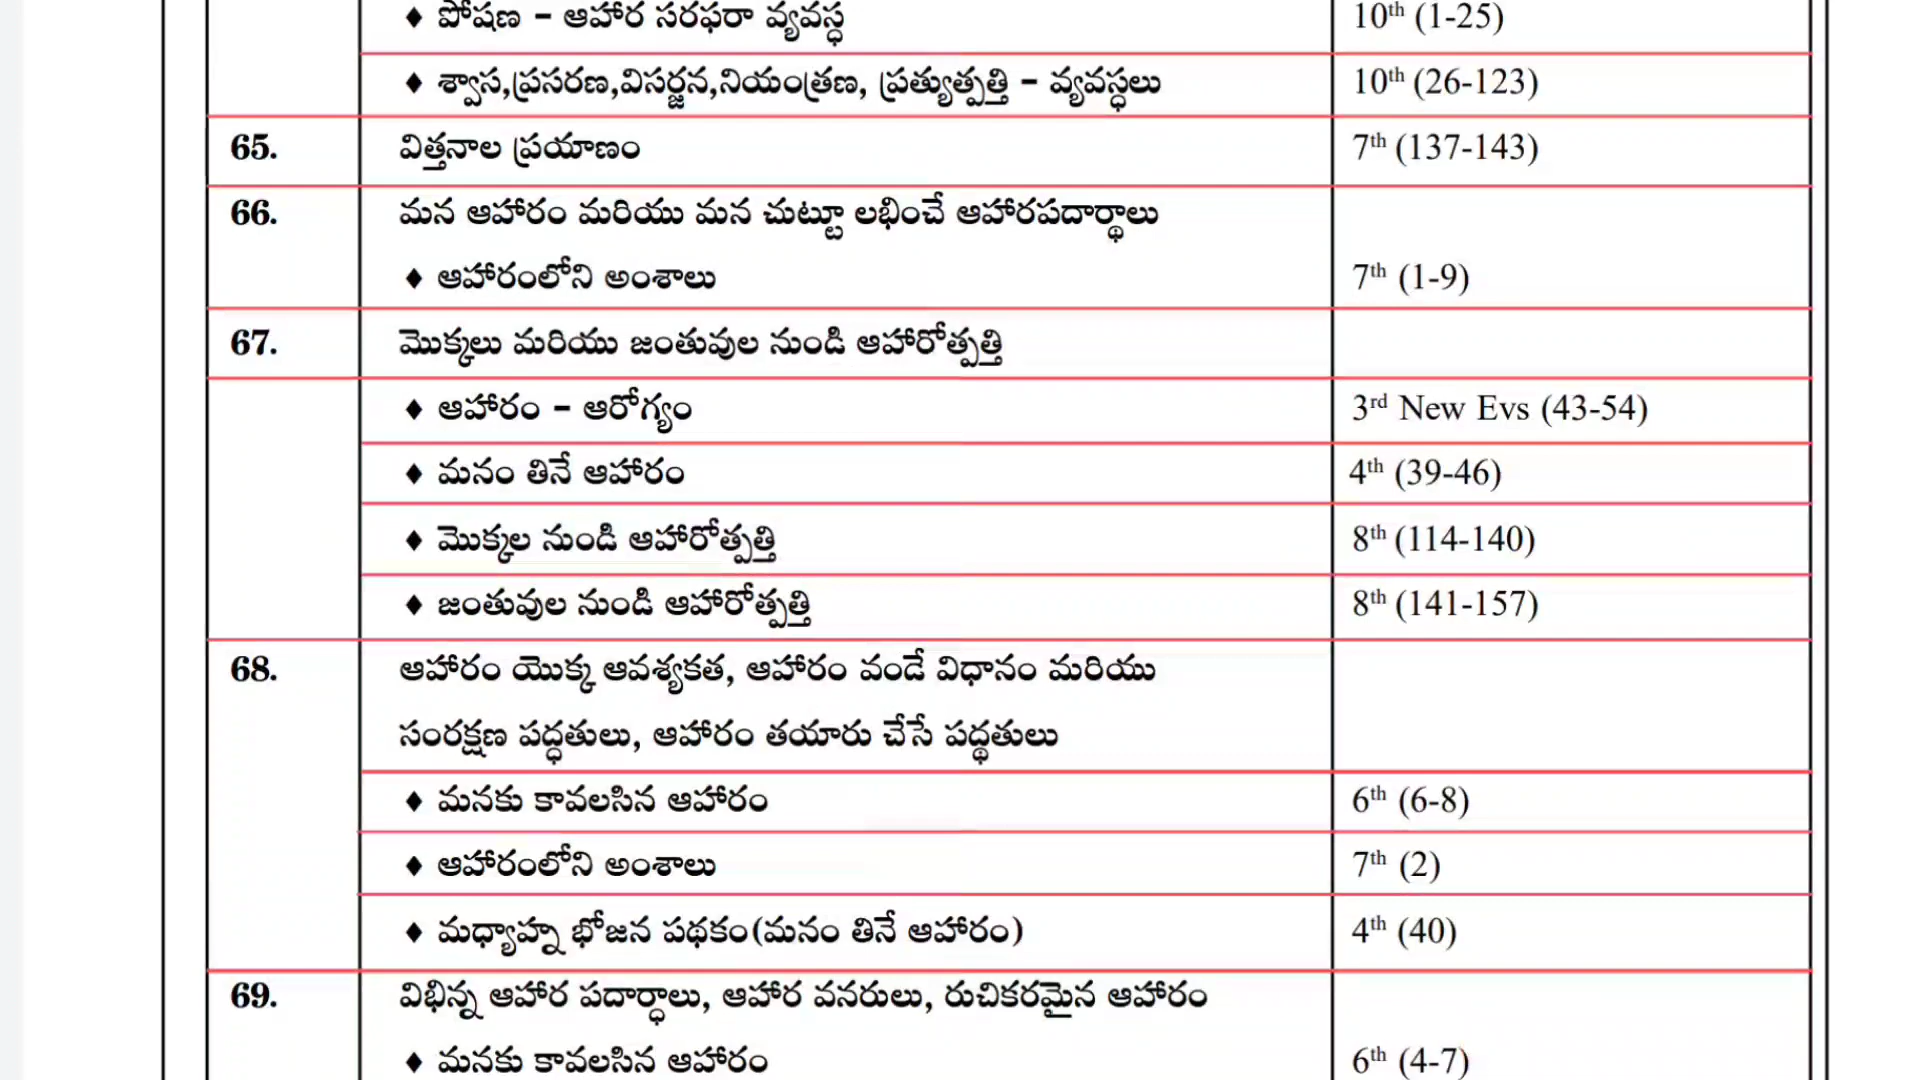 ♦ పోషణ – ఆహార సరఫరా వ్యవస్థ 10th (1-25)
♦ శ్వాస,ప్రసరణ,విసర్జన,నియంత్రణ, ప్రత్యుత్పత్తి – వ్యవస్థలు 10th (26-123)
65. విత్తనాల ప్రయాణం 7th (137-143)
66. మన ఆహారం మరియు మన చుట్టూ లభించే ఆహారపదార్థాలు
♦ ఆహారంలోని అంశాలు 7th (1-9)
67. మొక్కలు మరియు జంతువుల నుండి ఆహారోత్పత్తి
♦ ఆహారం – ఆరోగ్యం 3rd New Evs (43-54)
♦ మనం తినే ఆహారం 4th (39-46)
♦ మొక్కల నుండి ఆహారోత్పత్తి 8th (114-140)
♦ జంతువుల నుండి ఆహారోత్పత్తి 8th (141-157)
68. ఆహారం యొక్క ఆవశ్యకత, ఆహారం వండే విధానం మరియు
సంరక్షణ పద్ధతులు, ఆహారం తయారు చేసే పద్థతులు
♦ మనకు కావలసిన ఆహారం 6th (6-8)
♦ ఆహారంలోని అంశాలు 7th (2)
♦ మధ్యాహ్న భోజన పథకం(మనం తినే ఆహారం) 4th (40)
69. విభిన్న ఆహార పదార్ధాలు, ఆహార వనరులు, రుచికరమైన ఆహారం
♦ మనకు కావలసిన ఆహారం 6th (4-7)